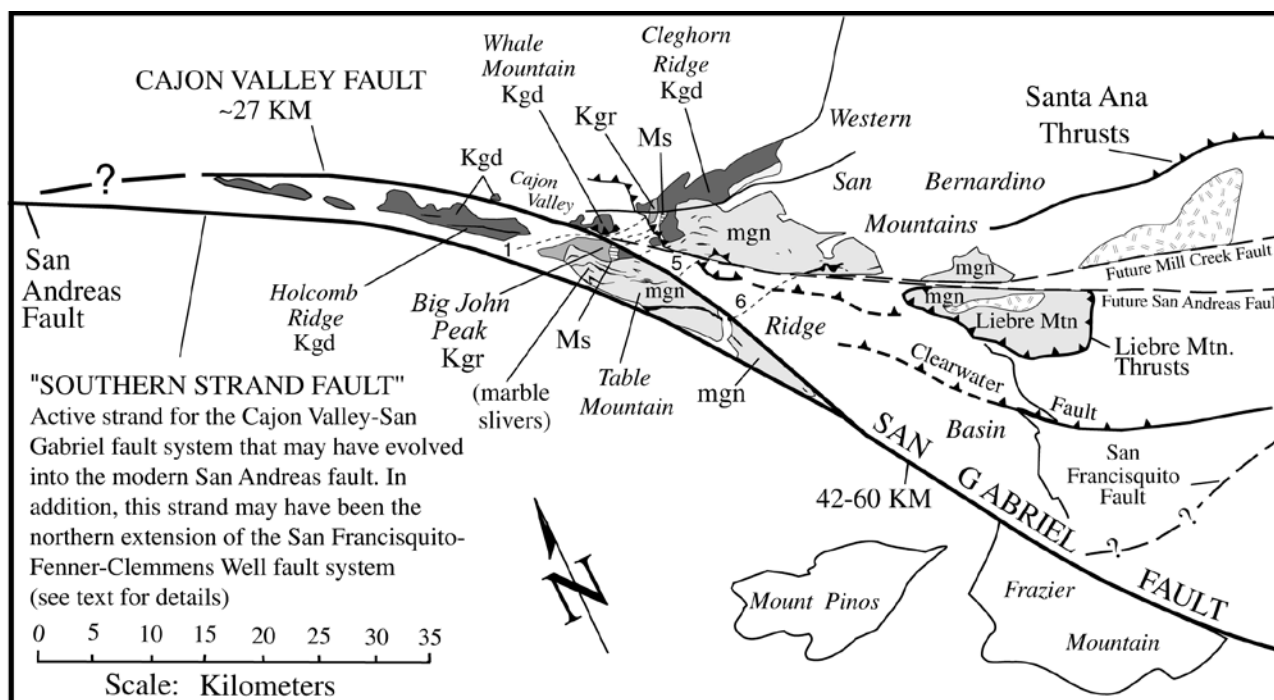 Whale
Mountain
Kgd
Cleghorn
Ridge
Kgd
CAJON VALLEY FAULT
~27 KM
Kgr
Ms
Western
San
Bernardino
Mountains
Santa Ana
Thrusts
?
Kgd
Cajon
Valley
mgn
1
5
6
San
Andreas
Fault
Holcomb
Ridge
Kgd
Big John
Peak
Kgr
Ms
(marble
slivers)
mgn
Table
Mountain
mgn
Ridge
Basin
mgn
mgn
Liebre Mtn
Future Mill Creek Fault
Future San Andreas Fault
Liebre Mtn.
Thrusts
Clearwater
Fault
San
Francisquito
Fault
?
?
SAN GABRIEL FAULT
42-60 KM
"SOUTHERN STRAND FAULT"
Active strand for the Cajon Valley-San
Gabriel fault system that may have evolved
into the modern San Andreas fault. In
addition, this strand may have been the
northern extension of the San Francisquito-
Fenner-Clemmens Well fault system
(see text for details)
0 5 10 15 20 25 30 35
Scale: Kilometers
N
Mount Pinos
Frazier
Mountain